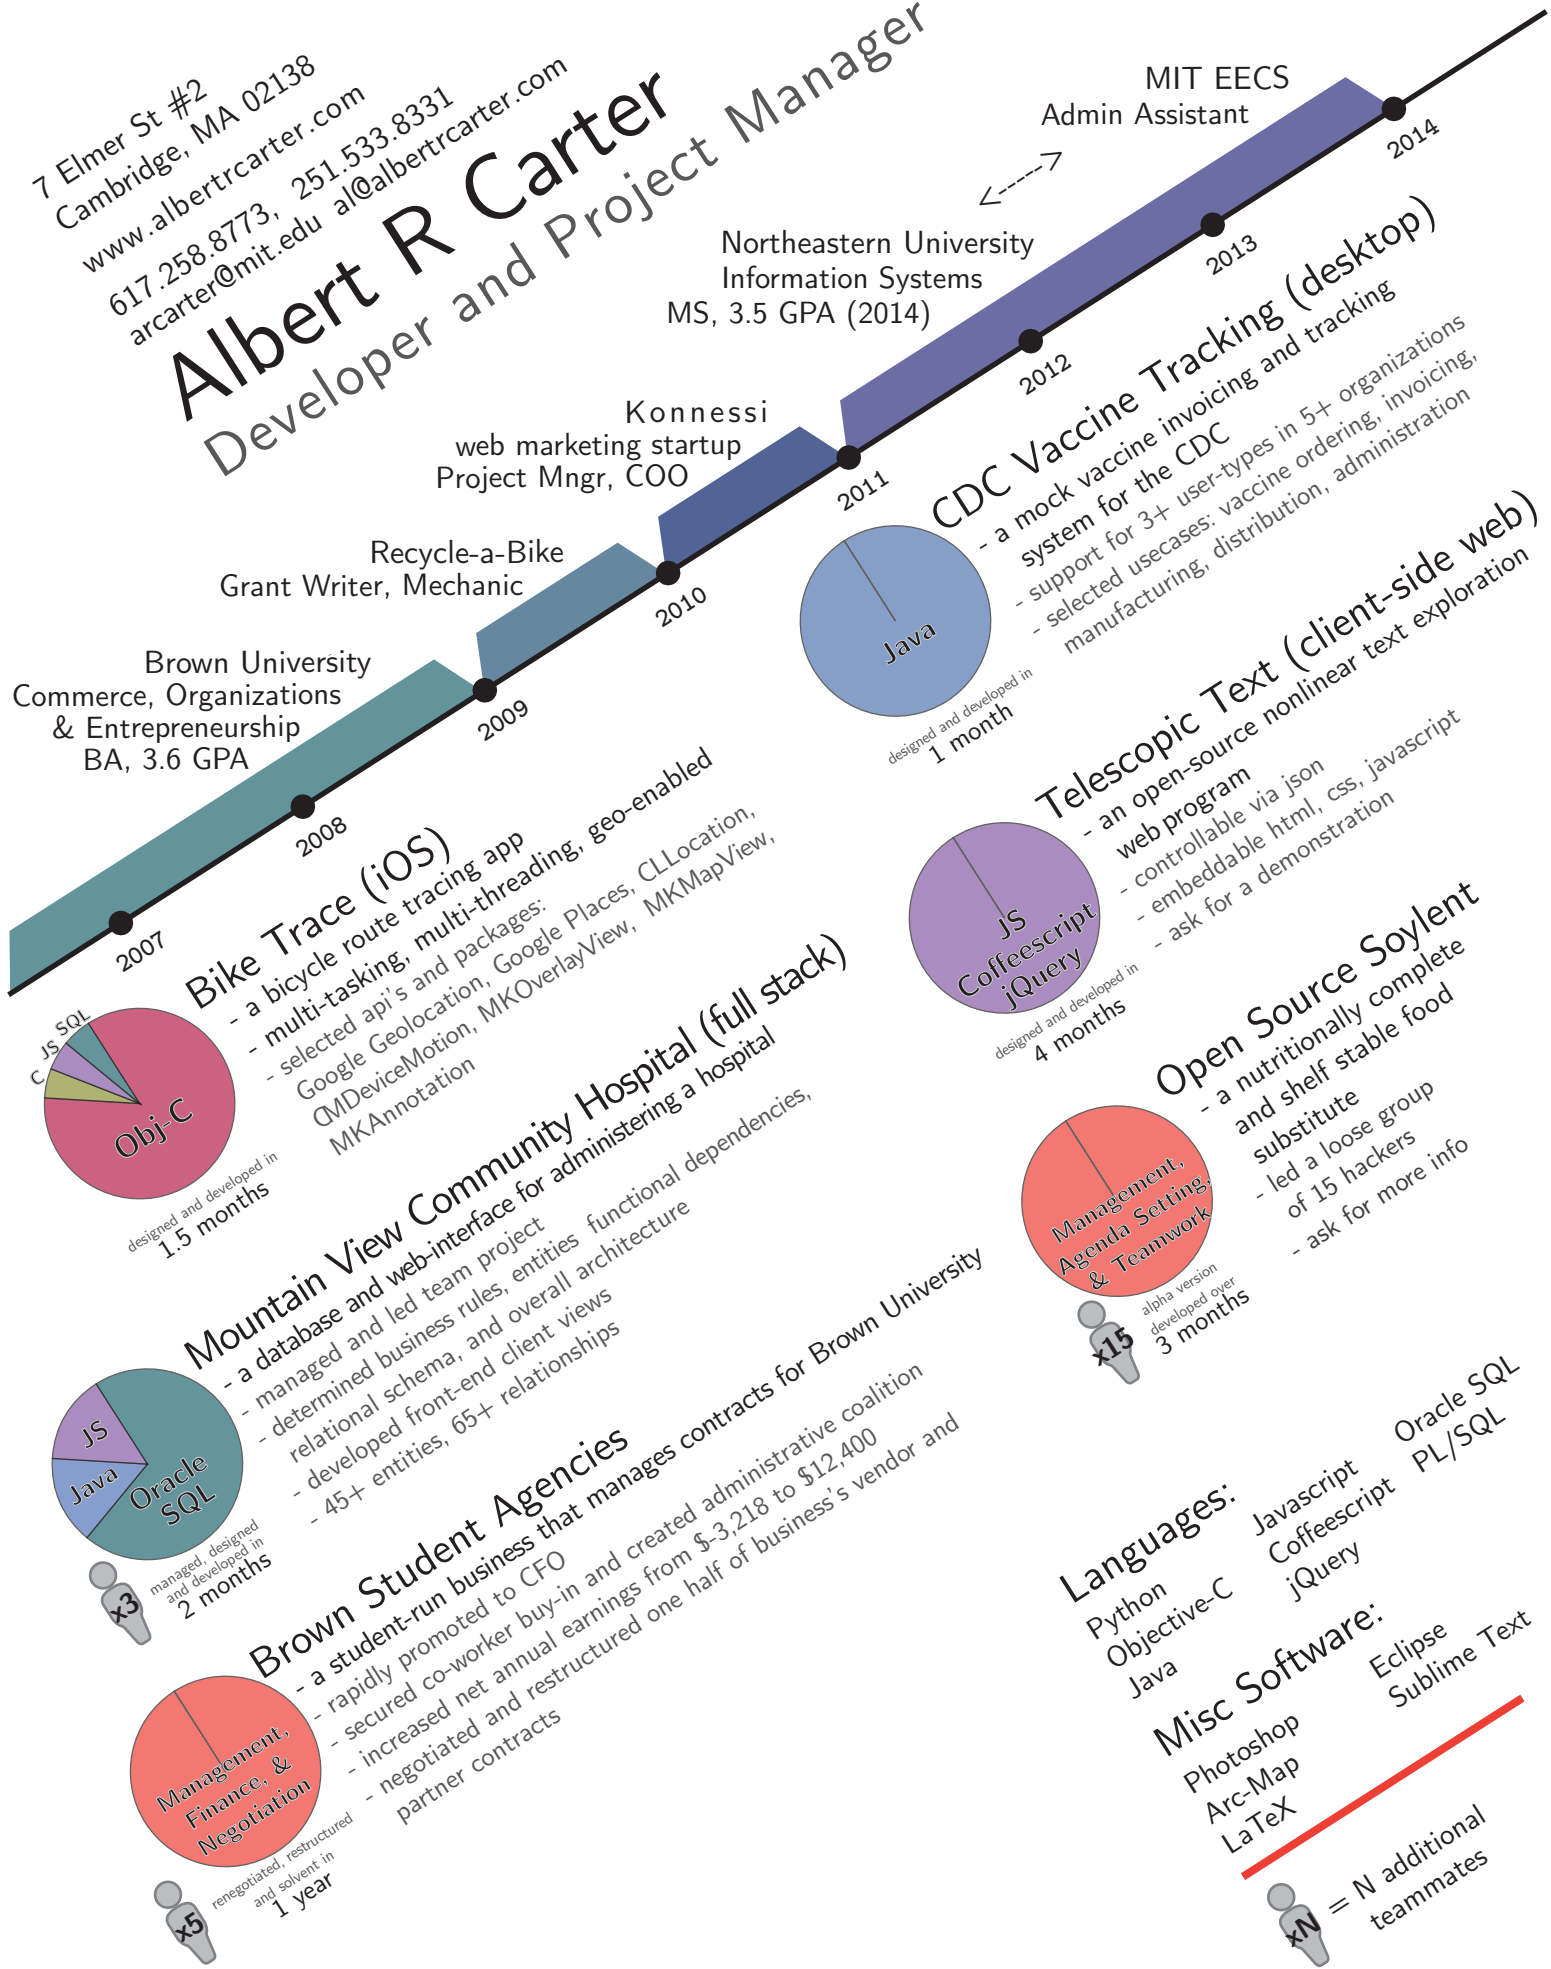 7 Elmer St #2
Cambridge, MA 02138
www.albertrcarter.com
617.258.8773, 251.533.8331
arcarter@mit.edu al@albertrcarter.com
Albert R Carter
Developer and Project Manager
MIT EECS
Admin Assistant
Northeastern University
Information Systems
MS, 3.5 GPA (2014)
Konnessi
web marketing startup
Project Mngr, COO
Recycle-a-Bike
Grant Writer, Mechanic
Brown University
Commerce, Organizations
& Entrepreneurship
BA, 3.6 GPA
2007
2008
2009
2010
2011
2012
2013
2014
Bike Trace (iOS)
- a bicycle route tracing app
- multi-tasking, multi-threading, geo-enabled
- selected api's and packages:
Google Geolocation, Google Places, CLLocation,
CMDeviceMotion, MKOverlayView, MKMapView,
MKAnnotation
SQL
JS
C
Obj-C
designed and developed in
1.5 months
Mountain View Community Hospital (full stack)
- a database and web-interface for administering a hospital
- managed and led team project
- determined business rules, entities functional dependencies,
relational schema, and overall architecture
- developed front-end client views
- 45+ entities, 65+ relationships
JS
Java
Oracle
SQL
managed, designed
and developed in
2 months
x3
Brown Student Agencies
- a student-run business that manages contracts for Brown University
- rapidly promoted to CFO
- secured co-worker buy-in and created administrative coalition
- increased net annual earnings from $-3,218 to $12,400
- negotiated and restructured one half of business's vendor and
partner contracts
Management,
Finance, &
Negotiation
renegotiated, restructured
and solvent in
1 year
x5
CDC Vaccine Tracking (desktop)
- a mock vaccine invoicing and tracking
system for the CDC
- support for 3+ user-types in 5+ organizations
- selected usecases: vaccine ordering, invoicing,
manufacturing, distribution, administration
Java
designed and developed in
1 month
Telescopic Text (client-side web)
- an open-source nonlinear text exploration
web program
- controllable via json
- embeddable html, css, javascript
- ask for a demonstration
JS
Coffeescript
jQuery
designed and developed in
4 months
Open Source Soylent
- a nutritionally complete
and shelf stable food
substitute
- led a loose group
of 15 hackers
- ask for more info
Management,
Agenda Setting,
& Teamwork
alpha version
developed over
3 months
x15
Languages:
Python
Objective-C
Java
Javascript
Coffeescript
jQuery
Oracle SQL
PL/SQL
Misc Software:
Photoshop
Arc-Map
LaTeX
Eclipse
Sublime Text
xN
= N additional
teammates